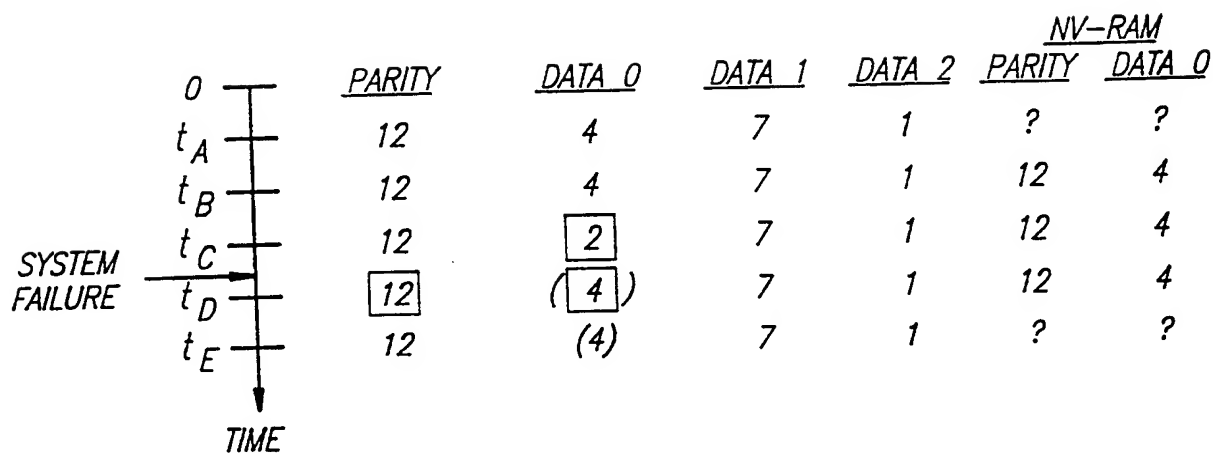 NV-RAM
0 PARITY DATA 0 DATA 1 DATA 2 PARITY DATA 0
tA 12 4 7 1 ? ?
tB 12 4 7 1 12 4
tC 12 2 7 1 12 4
SYSTEM FAILURE
tD 12 (4) 7 1 12 4
tE 12 (4) 7 1 ? ?
TIME